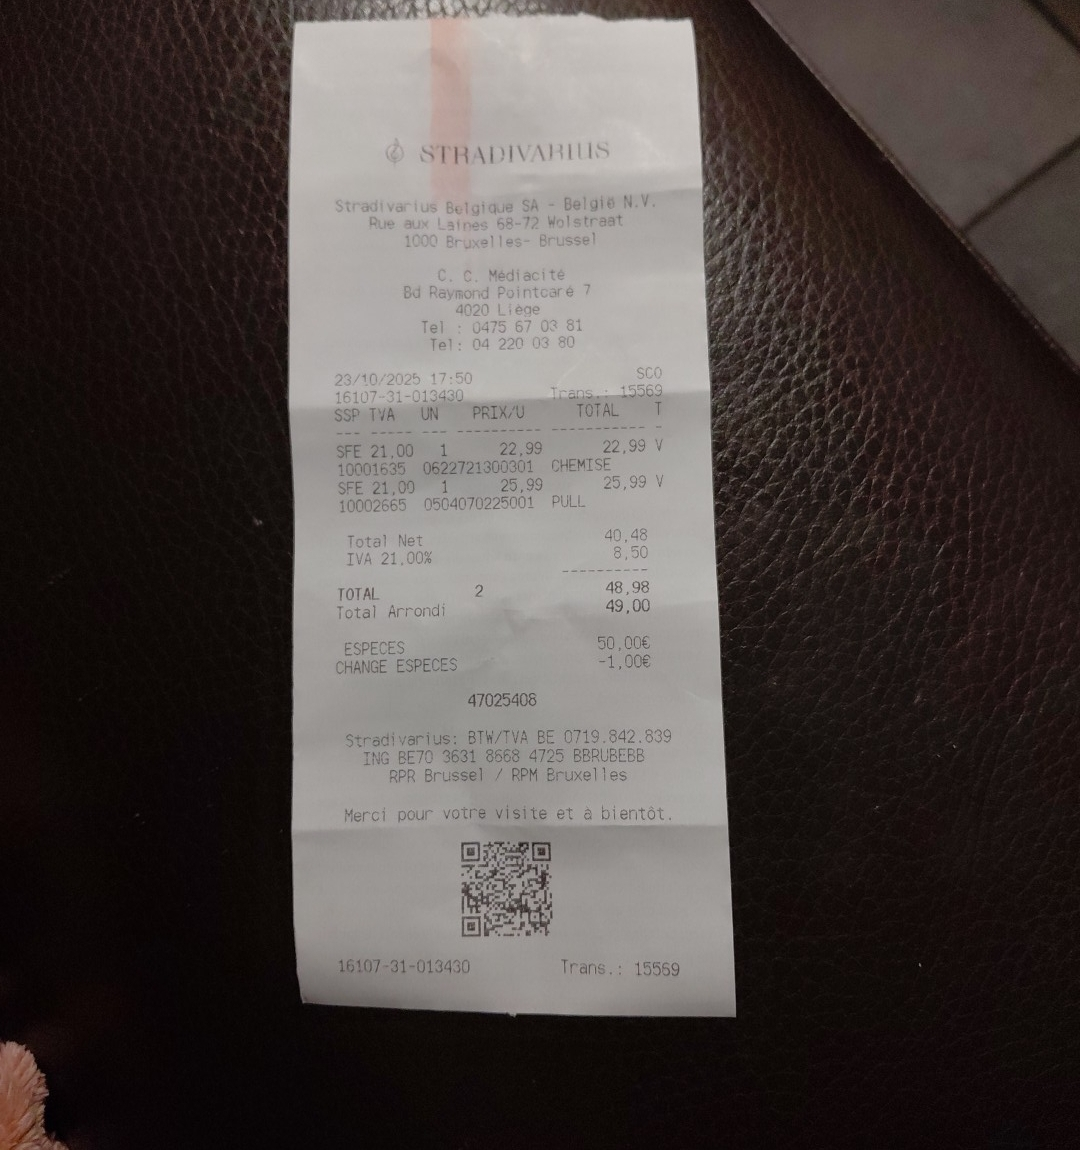 STRADIVARIUS
Stradivarius Belgique SA - België N.V.
Rue aux Laines 68-72 Wolstraat
1000 Bruxelles- Brussel
C. C. Médiacité
Bd Raymond Pointcaré 7
4020 Liège
Tel : 0475 67 03 81
Tel: 04 220 03 80
SCO
23/10/2025 17:50
16107-31-013430 Trans.: 15569
SSP TVA UN PRIX/U TOTAL T
--- ----- --- ---------- ----------- -
SFE 21,00 1 22,99 22,99 V
10001635 0622721300301 CHEMISE
SFE 21,00 1 25,99 25,99 V
10002665 0504070225001 PULL
Total Net 40,48
IVA 21,00% 8,50
----------
TOTAL 2 48,98
Total Arrondi 49,00
ESPECES 50,00€
CHANGE ESPECES -1,00€
47025408
Stradivarius: BTW/TVA BE 0719.842.839
ING BE70 3631 8668 4725 BBRUBEBB
RPR Brussel / RPM Bruxelles
Merci pour votre visite et à bientôt.
16107-31-013430 Trans.: 15569